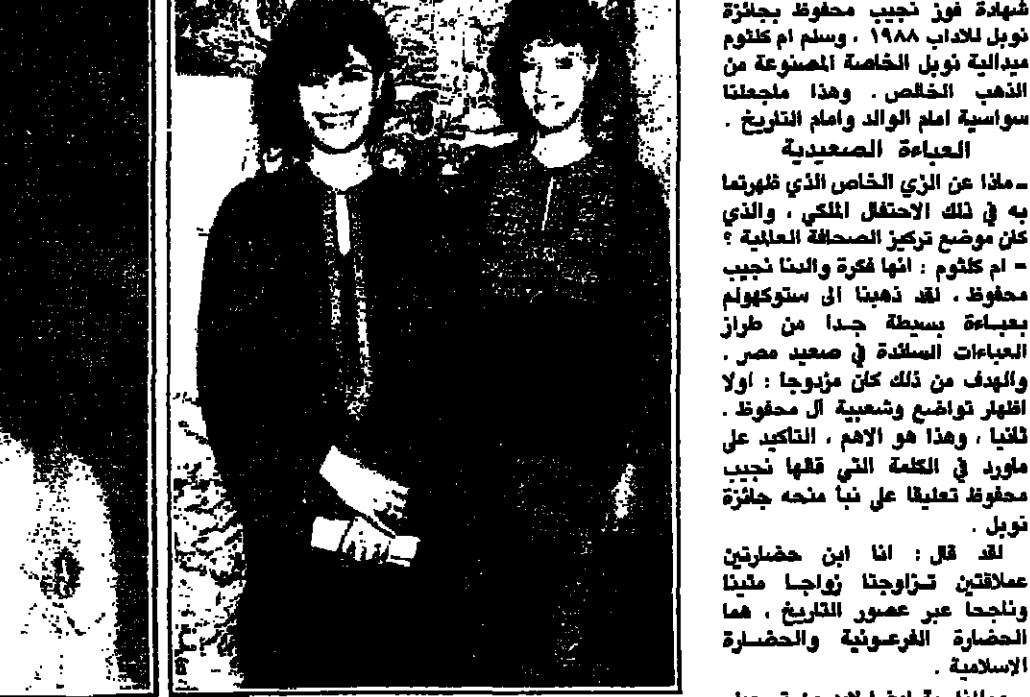 شهادة فوز نجيب محفوظ بجائزة
نوبل للاداب ١٩٨٨ ، وسلم ام كلثوم
ميدالية نوبل الخاصة المصنوعة من
الذهب الخالص . وهذا ماجعلنا
سواسية امام الوالد وامام التاريخ .
العباءة الصعيدية
ـ ماذا عن الزي الخاص الذي ظهرتما
به في ذلك الاحتفال الملكي ، والذي
كان موضع تركيز الصحافة العالمية ؟
= ام كلثوم : انها فكرة والدنا نجيب
محفوظ . لقد ذهبنا الى ستوكهولم
بعباءة بسيطة جدا من طراز
العباءات السائدة في صعيد مصر .
والهدف من ذلك كان مزدوجا : اولا
اظهار تواضع وشعبية آل محفوظ .
ثانيا ، وهذا هو الاهم ، التاكيد على
ماورد في الكلمة التي قالها نجيب
محفوظ تعليقا على نبا منحه جائزة
نوبل .
لقد قال : انا ابن حضارتين
عملاقتين تزاوجتا زواجا متينا
وناجحا عبر عصور التاريخ ، هما
الحضارة الفرعونية والحضارة
الإسلامية .